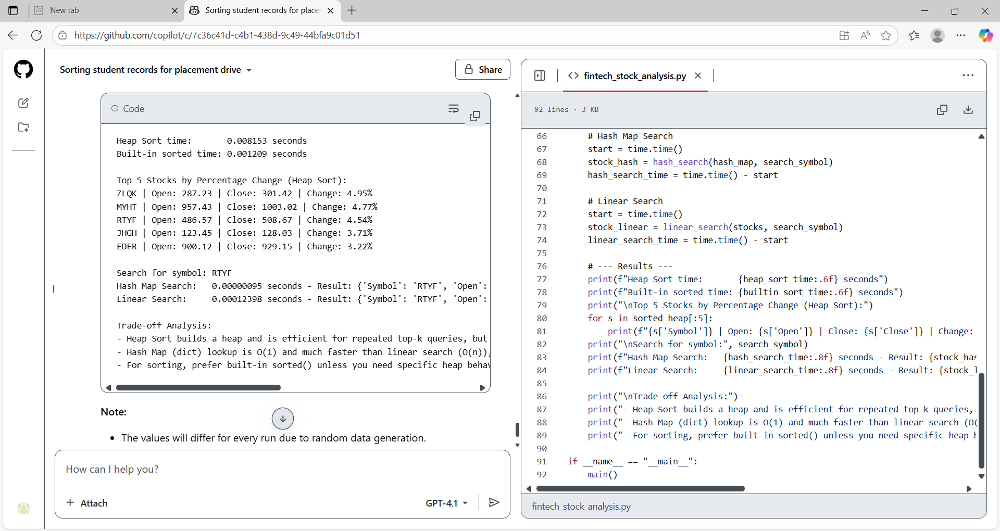 New tab
Sorting student records for placer
https://github.com/copilot/c/7c36c41d-c4b1-438d-9c49-44bfa9c01d51
Sorting student records for placement drive
Share
Code
Heap Sort time:       0.008153 seconds
Built-in sorted time: 0.001209 seconds
Top 5 Stocks by Percentage Change (Heap Sort):
ZLQK | Open: 287.23 | Close: 301.42 | Change: 4.95%
MYHT | Open: 957.43 | Close: 1003.02 | Change: 4.77%
RTYF | Open: 486.57 | Close: 508.67 | Change: 4.54%
JHGH | Open: 123.45 | Close: 128.03 | Change: 3.71%
EDFR | Open: 900.12 | Close: 929.15 | Change: 3.22%
Search for symbol: RTYF
Hash Map Search:   0.00000095 seconds - Result: {'Symbol': 'RTYF', 'Open':
Linear Search:     0.00012398 seconds - Result: {'Symbol': 'RTYF', 'Open':
Trade-off Analysis:
- Heap Sort builds a heap and is efficient for repeated top-k queries, but
- Hash Map (dict) lookup is O(1) and much faster than linear search (O(n)),
- For sorting, prefer built-in sorted() unless you need specific heap behav
Note:
• The values will differ for every run due to random data generation.
How can I help you?
Attach
GPT-4.1
fintech_stock_analysis.py
92 lines · 3 KB
66 # Hash Map Search
67 start = time.time()
68 stock_hash = hash_search(hash_map, search_symbol)
69 hash_search_time = time.time() - start
70
71 # Linear Search
72 start = time.time()
73 stock_linear = linear_search(stocks, search_symbol)
74 linear_search_time = time.time() - start
75
76 # --- Results ---
77 print(f"Heap Sort time:       {heap_sort_time:.6f} seconds")
78 print(f"Built-in sorted time: {builtin_sort_time:.6f} seconds")
79 print("\nTop 5 Stocks by Percentage Change (Heap Sort):")
80 for s in sorted_heap[:5]:
81 print(f"{s['Symbol']} | Open: {s['Open']} | Close: {s['Close']} | Change:
82 print("\nSearch for symbol:", search_symbol)
83 print(f"Hash Map Search:   {hash_search_time:.8f} seconds - Result: {stock_has
84 print(f"Linear Search:     {linear_search_time:.8f} seconds - Result: {stock_l
85
86 print("\nTrade-off Analysis:")
87 print("- Heap Sort builds a heap and is efficient for repeated top-k queries,
88 print("- Hash Map (dict) lookup is O(1) and much faster than linear search (O(
89 print("- For sorting, prefer built-in sorted() unless you need specific heap b
90
91 if __name__ == "__main__":
92 main()
fintech_stock_analysis.py